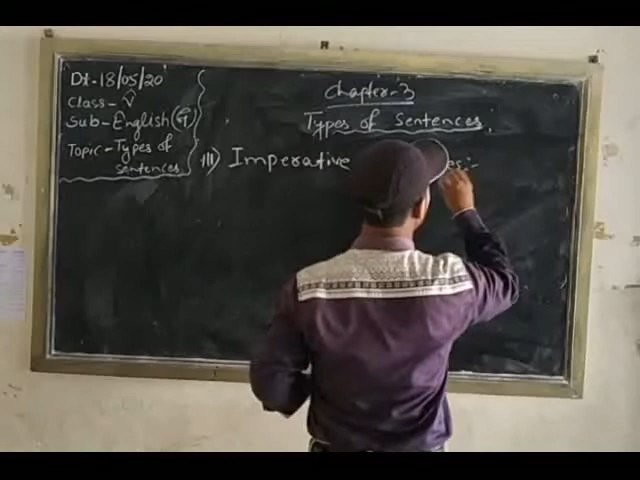 Dt-18/05/20
Class- V
Sub-English(G)
Topic-Types of
sentences.
Chapter-3
Types of Sentences.
III) Imperative